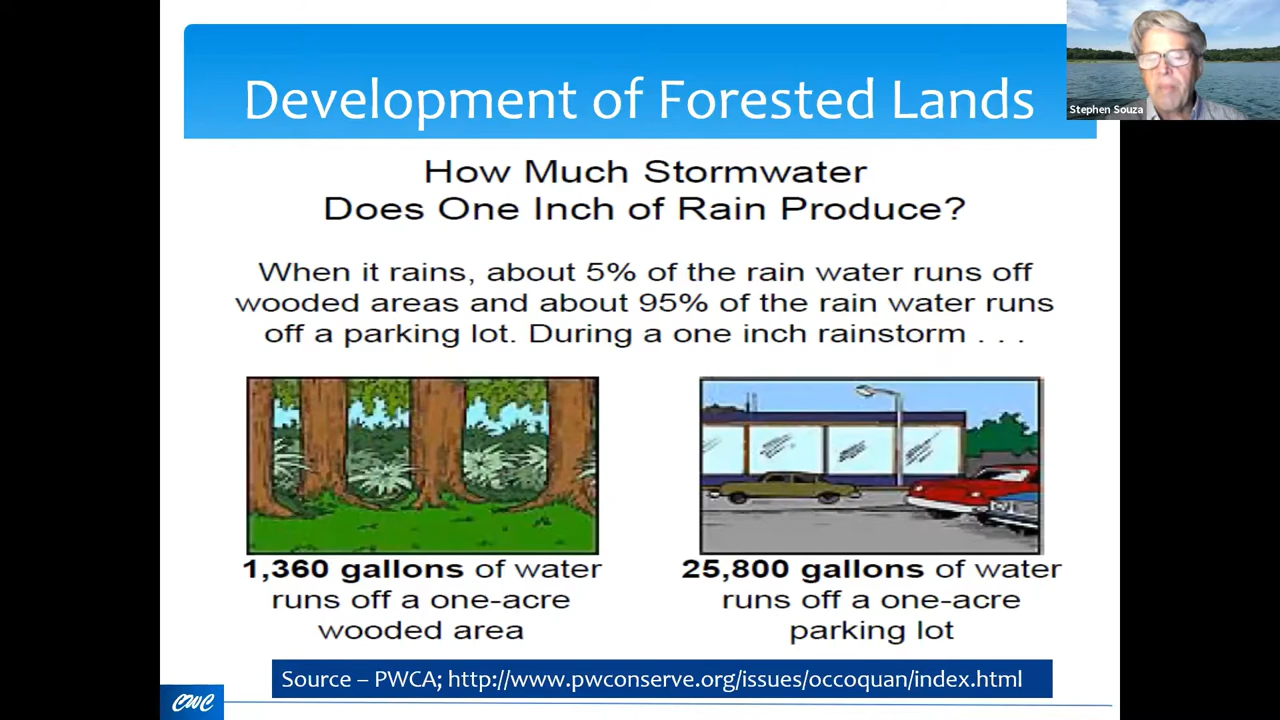 Development of Forested Lands
Stephen Souza
How Much Stormwater
Does One Inch of Rain Produce?
When it rains, about 5% of the rain water runs off
wooded areas and about 95% of the rain water runs
off a parking lot. During a one inch rainstorm . . .
1,360 gallons of water
runs off a one-acre
wooded area
25,800 gallons of water
runs off a one-acre
parking lot
Source – PWCA; http://www.pwconserve.org/issues/occoquan/index.html
CWC